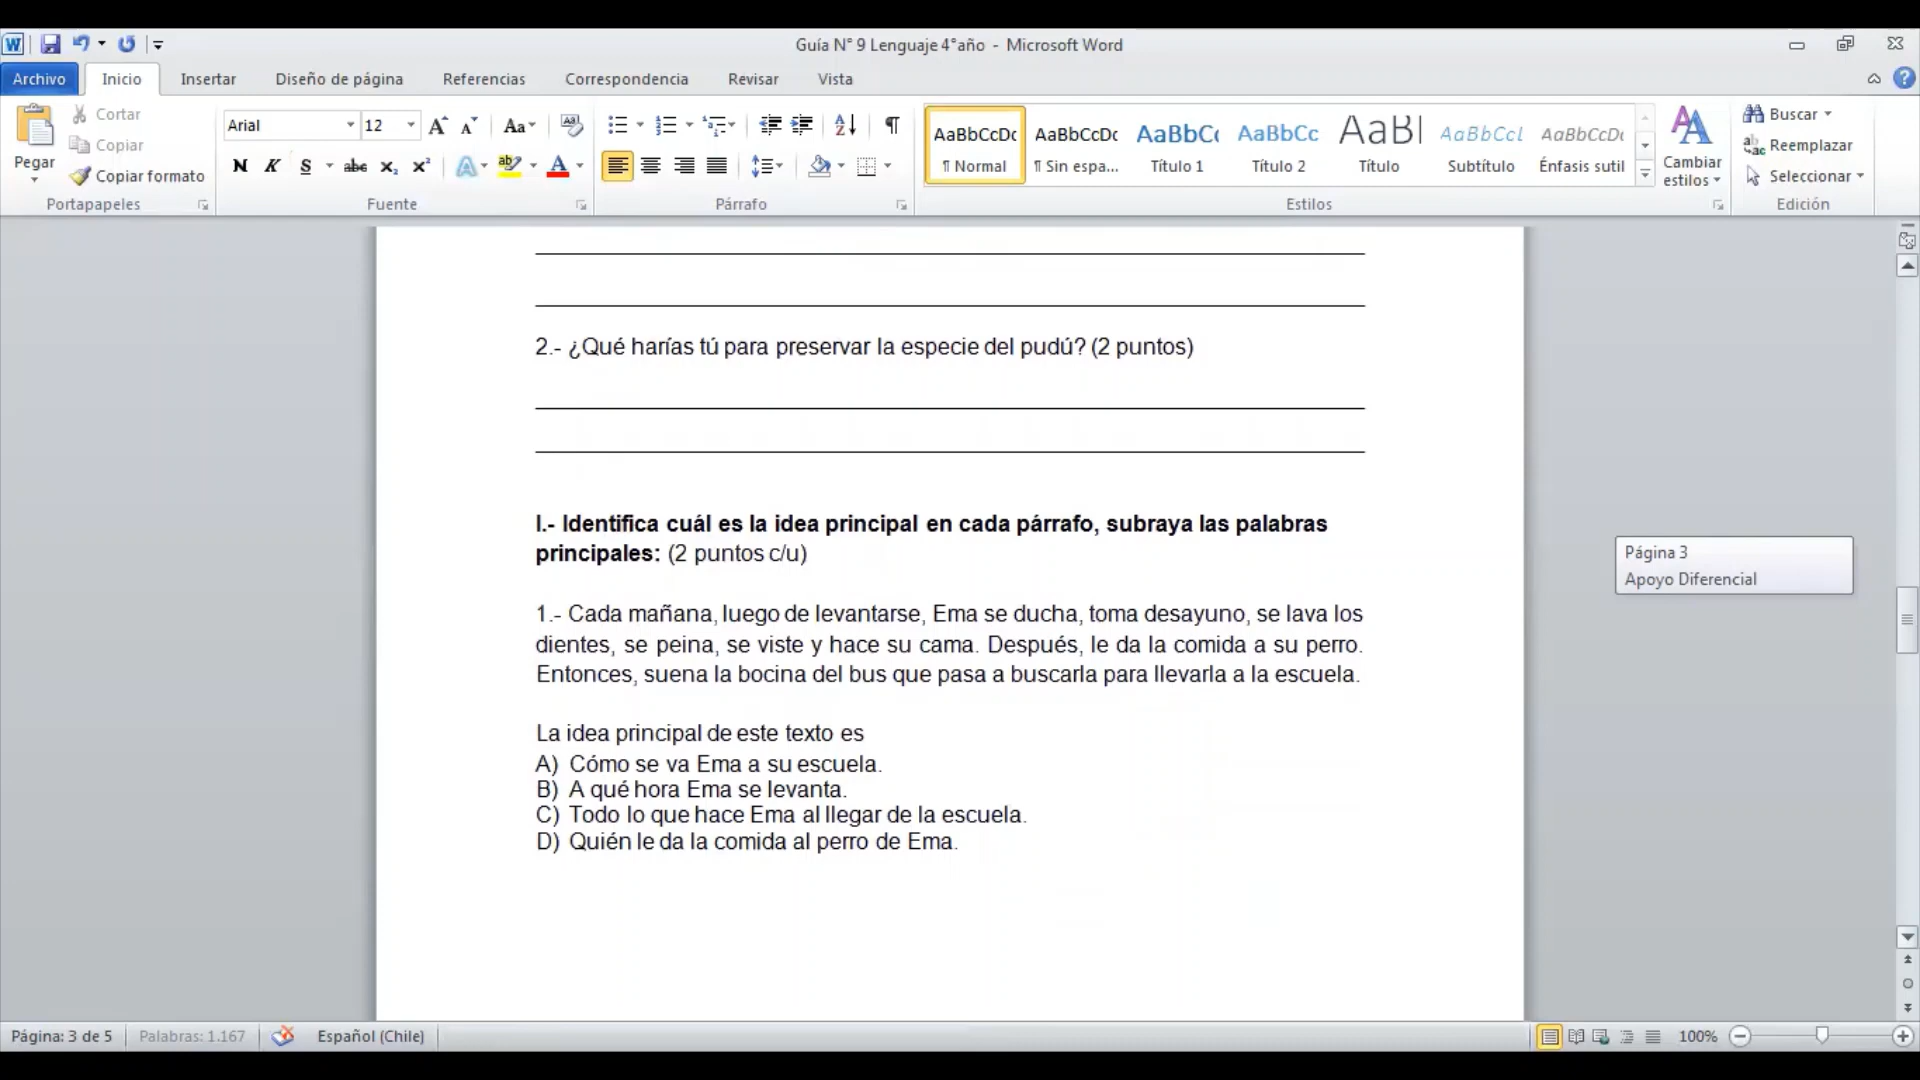 Guía N° 9 Lenguaje 4°año - Microsoft Word
Archivo Inicio Insertar Diseño de página Referencias Correspondencia Revisar Vista
Pegar
Cortar
Copiar
Copiar formato
Portapapeles
Arial 12
Fuente
Párrafo
AaBbCcDc AaBbCcDc AaBbC AaBbCc AaB AaBbCcL AaBbCcDc
¶ Normal ¶ Sin espa... Título 1 Título 2 Título Subtítulo Énfasis sutil
Estilos
Cambiar
estilos
Buscar
Reemplazar
Seleccionar
Edición
2.- ¿Qué harías tú para preservar la especie del pudú? (2 puntos)
I.- Identifica cuál es la idea principal en cada párrafo, subraya las palabras
principales: (2 puntos c/u)
1.- Cada mañana, luego de levantarse, Ema se ducha, toma desayuno, se lava los
dientes, se peina, se viste y hace su cama. Después, le da la comida a su perro.
Entonces, suena la bocina del bus que pasa a buscarla para llevarla a la escuela.
La idea principal de este texto es
A) Cómo se va Ema a su escuela.
B) A qué hora Ema se levanta.
C) Todo lo que hace Ema al llegar de la escuela.
D) Quién le da la comida al perro de Ema.
Página 3
Apoyo Diferencial
Página: 3 de 5 Palabras: 1.167 Español (Chile) 100%